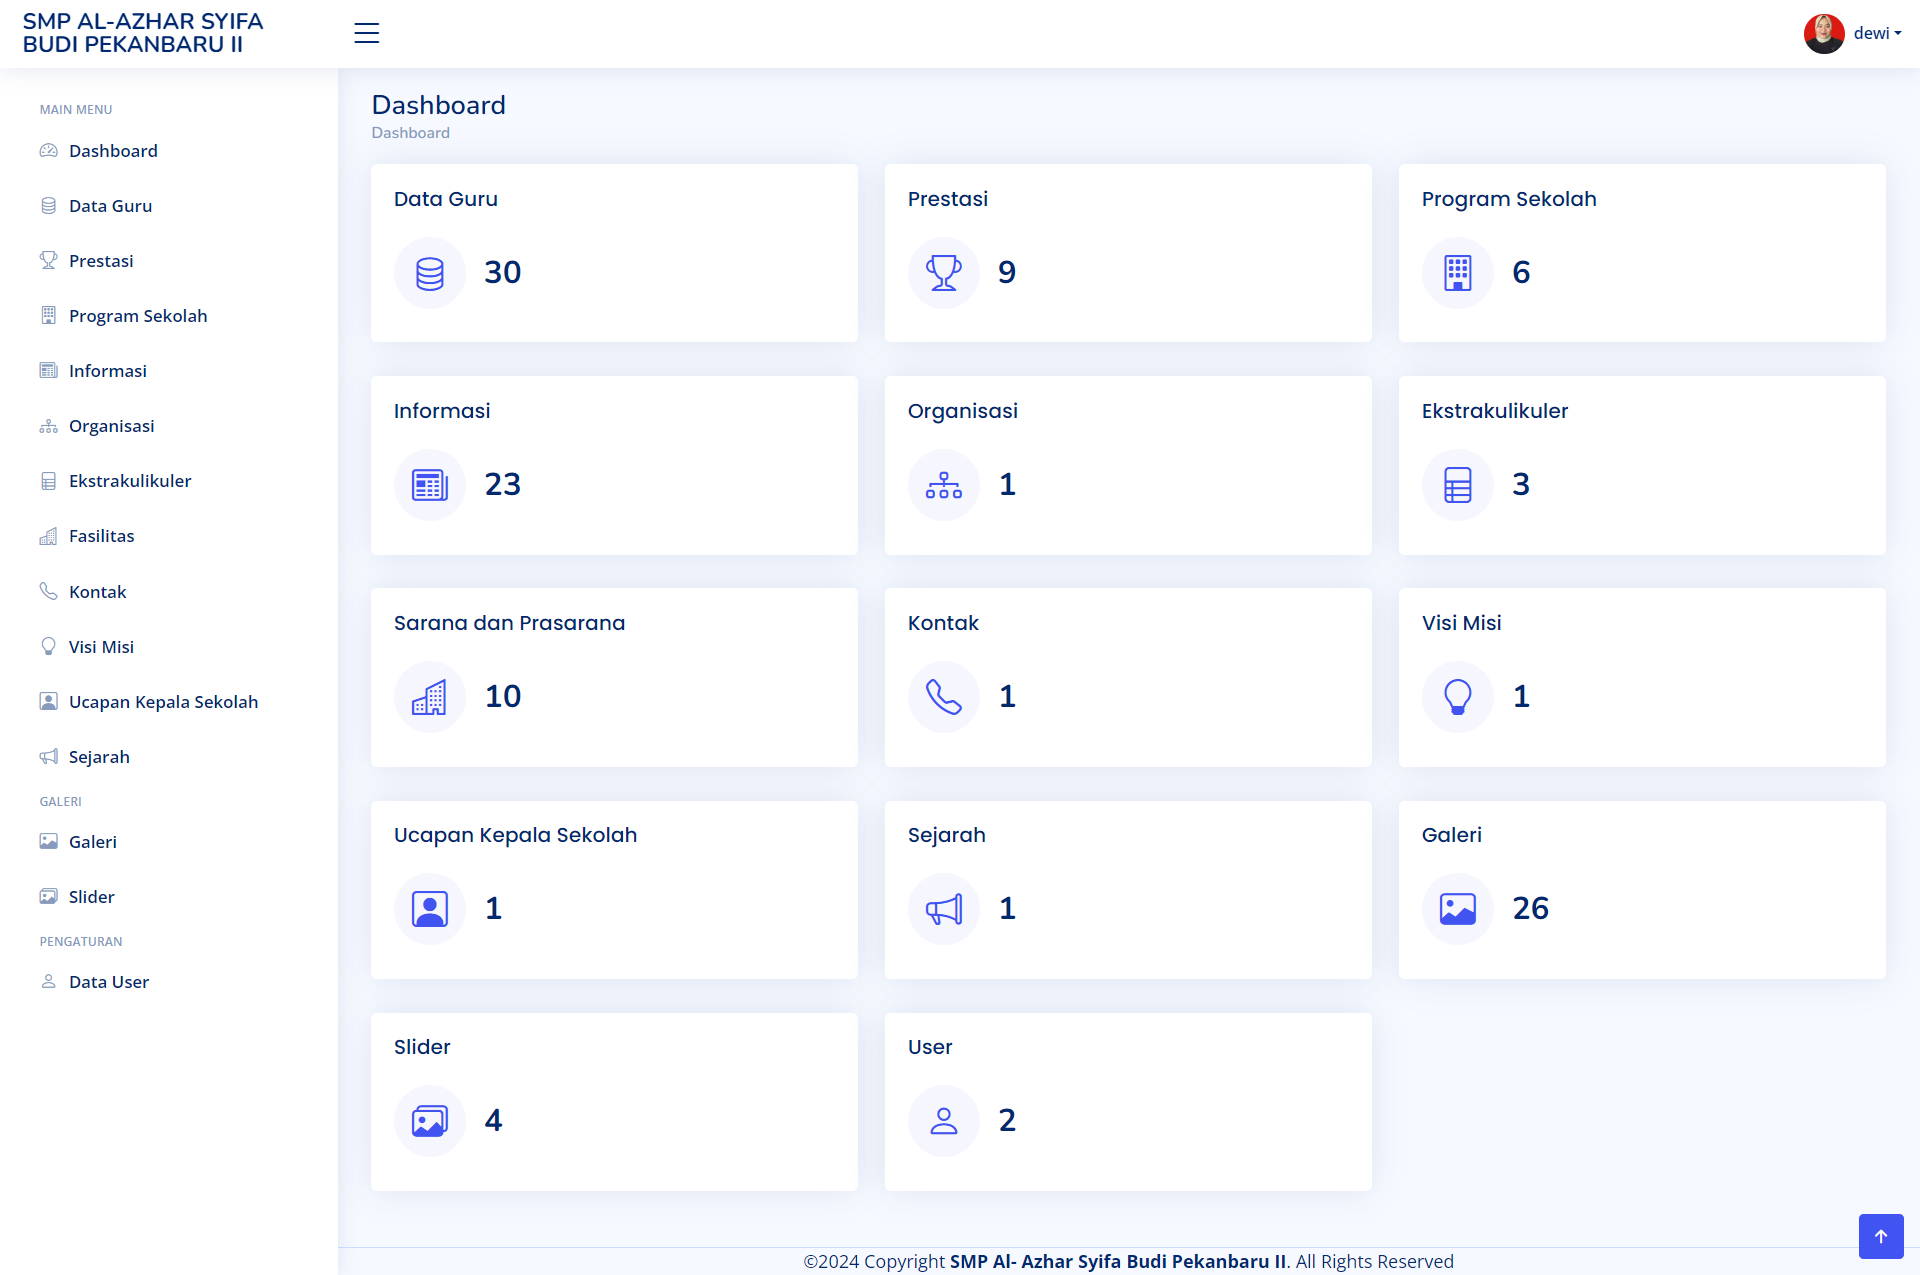 SMP AL-AZHAR SYIFA
BUDI PEKANBARU II
dewi
MAIN MENU
Dashboard
Data Guru
Prestasi
Program Sekolah
Informasi
Organisasi
Ekstrakulikuler
Fasilitas
Kontak
Visi Misi
Ucapan Kepala Sekolah
Sejarah
GALERI
Galeri
Slider
PENGATURAN
Data User
Dashboard
Dashboard
Data Guru
30
Prestasi
9
Program Sekolah
6
Informasi
23
Organisasi
1
Ekstrakulikuler
3
Sarana dan Prasarana
10
Kontak
1
Visi Misi
1
Ucapan Kepala Sekolah
1
Sejarah
1
Galeri
26
Slider
4
User
2
©2024 Copyright SMP Al- Azhar Syifa Budi Pekanbaru II. All Rights Reserved